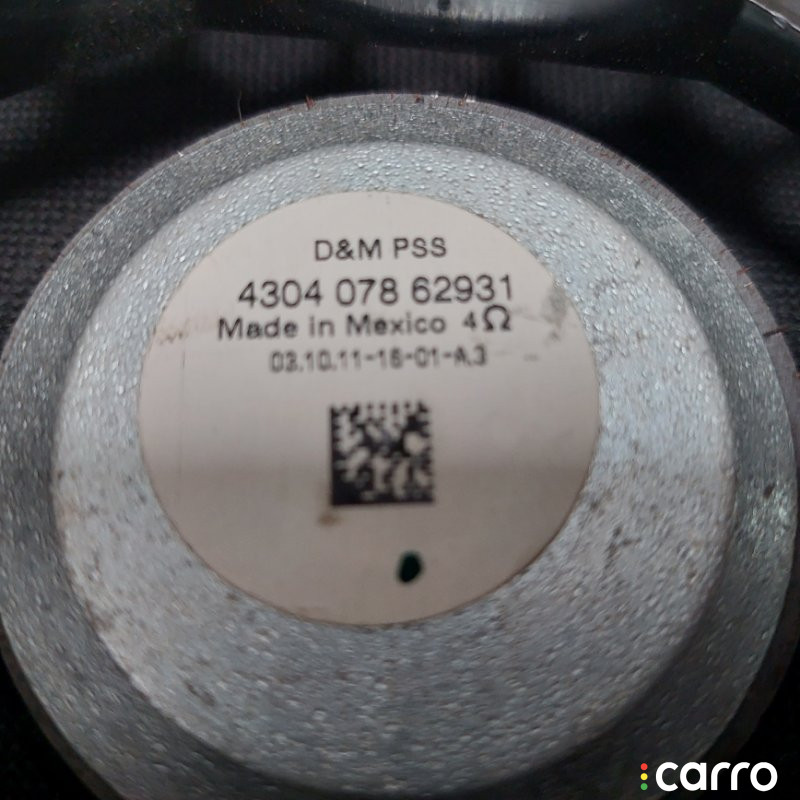 D&M PSS
4304 078 62931
Made in Mexico 4Ω
03.10.11-16-01-A.3
carro